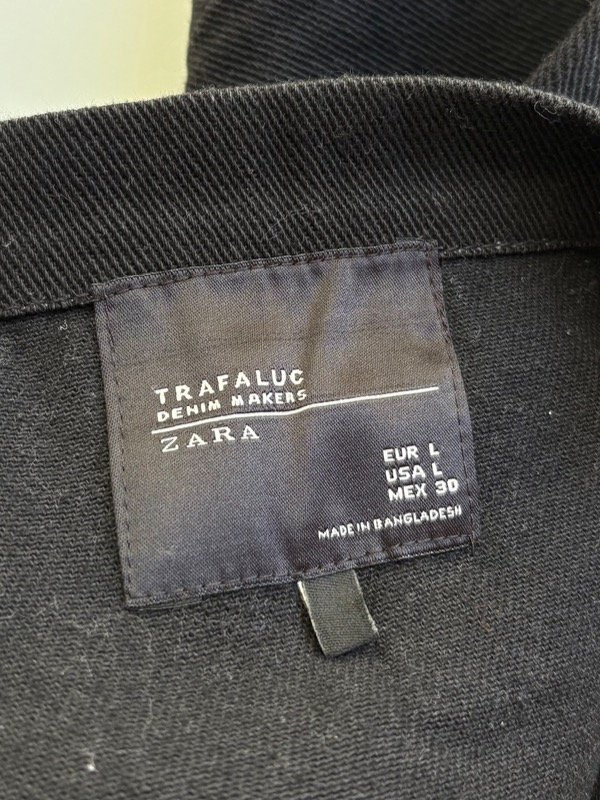 TRAFALUC
DENIM MAKERS
ZARA
EUR L
USA L
MEX 30
MADE IN BANGLADESH